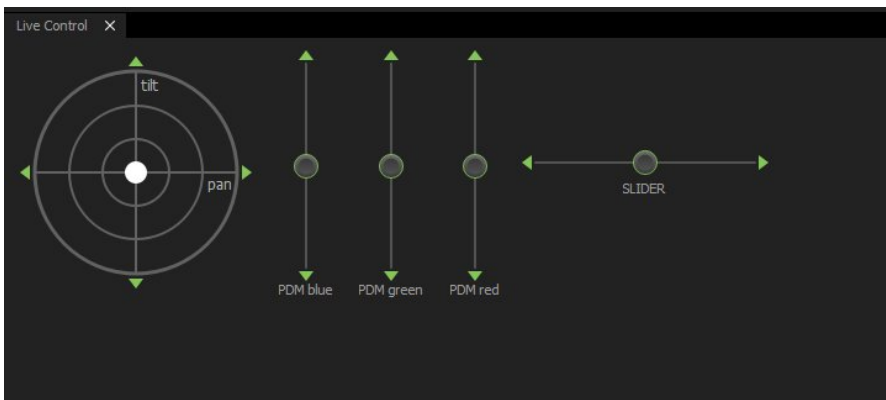 Live Control
tilt
pan
PDM blue
PDM green
PDM red
SLIDER